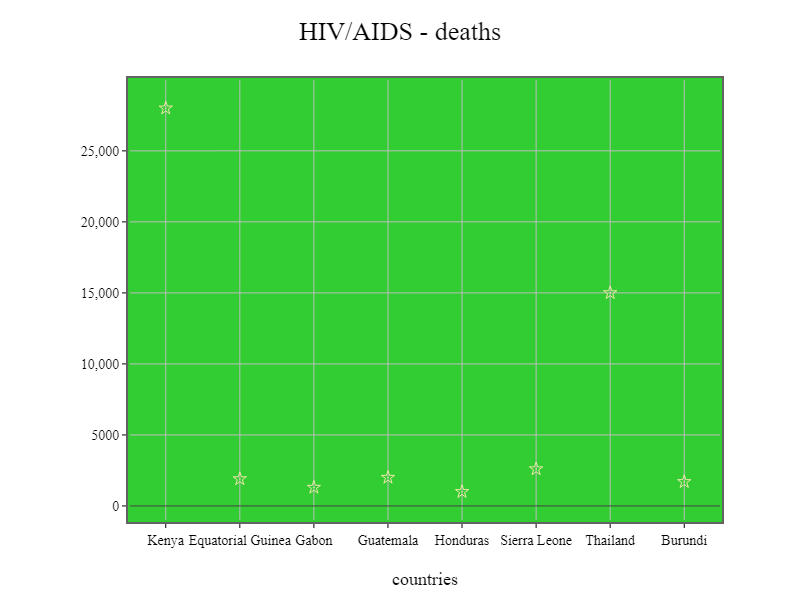 HIV/AIDS - deaths
25,000
20,000
15,000
10,000
5000
0
Kenya Equatorial Guinea Gabon Guatemala Honduras Sierra Leone Thailand Burundi
countries